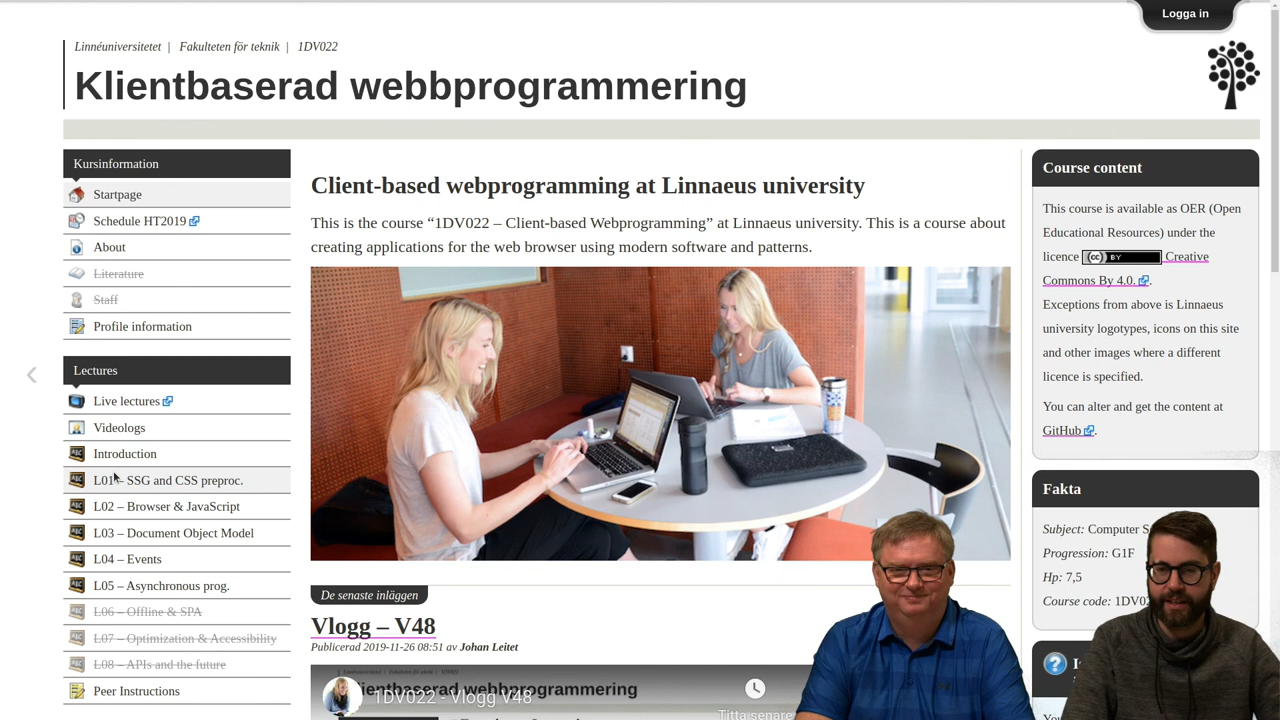 Logga in
Linnéuniversitetet | Fakulteten för teknik | 1DV022
Klientbaserad webbprogrammering
Kursinformation
Startpage
Schedule HT2019
About
Literature
Staff
Profile information
Lectures
Live lectures
Videologs
Introduction
L01 – SSG and CSS preproc.
L02 – Browser & JavaScript
L03 – Document Object Model
L04 – Events
L05 – Asynchronous prog.
L06 – Offline & SPA
L07 – Optimization & Accessibility
L08 – APIs and the future
Peer Instructions
Client-based webprogramming at Linnaeus university
This is the course “1DV022 – Client-based Webprogramming” at Linnaeus university. This is a course about
creating applications for the web browser using modern software and patterns.
De senaste inläggen
Vlogg – V48
Publicerad 2019-11-26 08:51 av Johan Leitet
1DV022 - Vlogg V48
Titta senare
Course content
This course is available as OER (Open
Educational Resources) under the
licence (cc) BY Creative
Commons By 4.0.
Exceptions from above is Linnaeus
university logotypes, icons on this site
and other images where a different
licence is specified.
You can alter and get the content at
GitHub.
Fakta
Subject: Computer
Progression: G1F
Hp: 7,5
Course code: